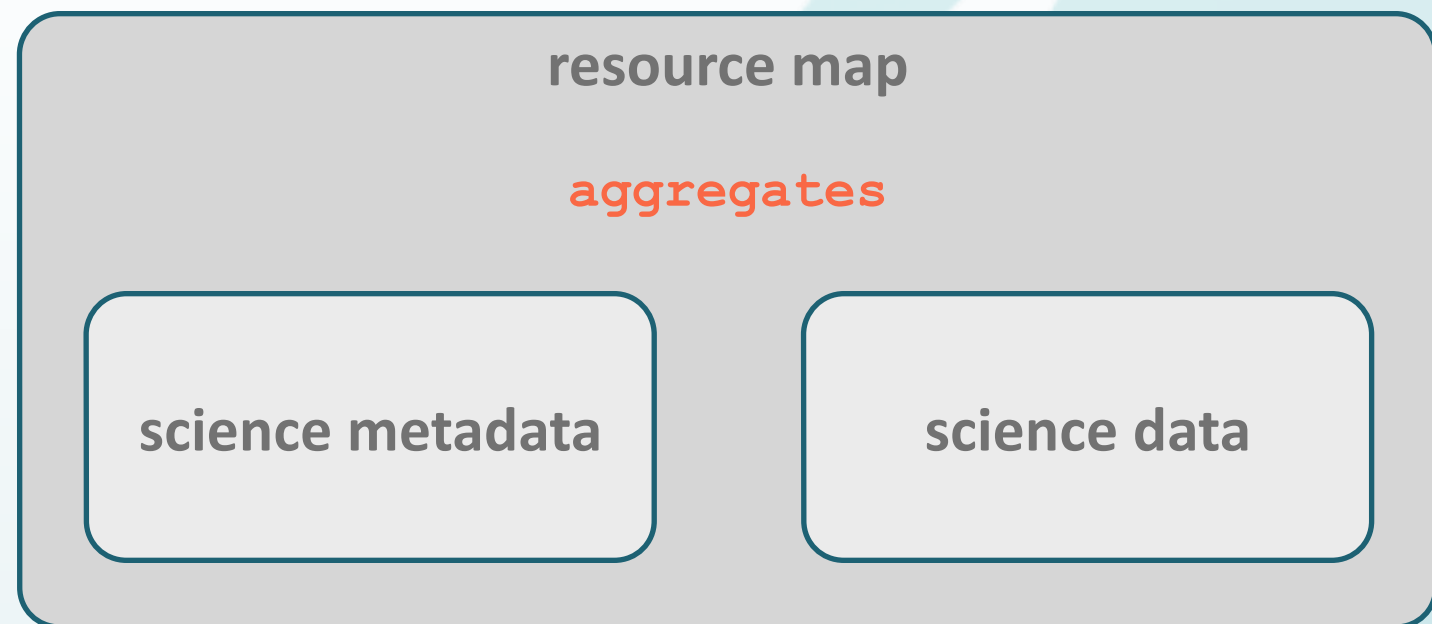 resource map
aggregates
science metadata
science data